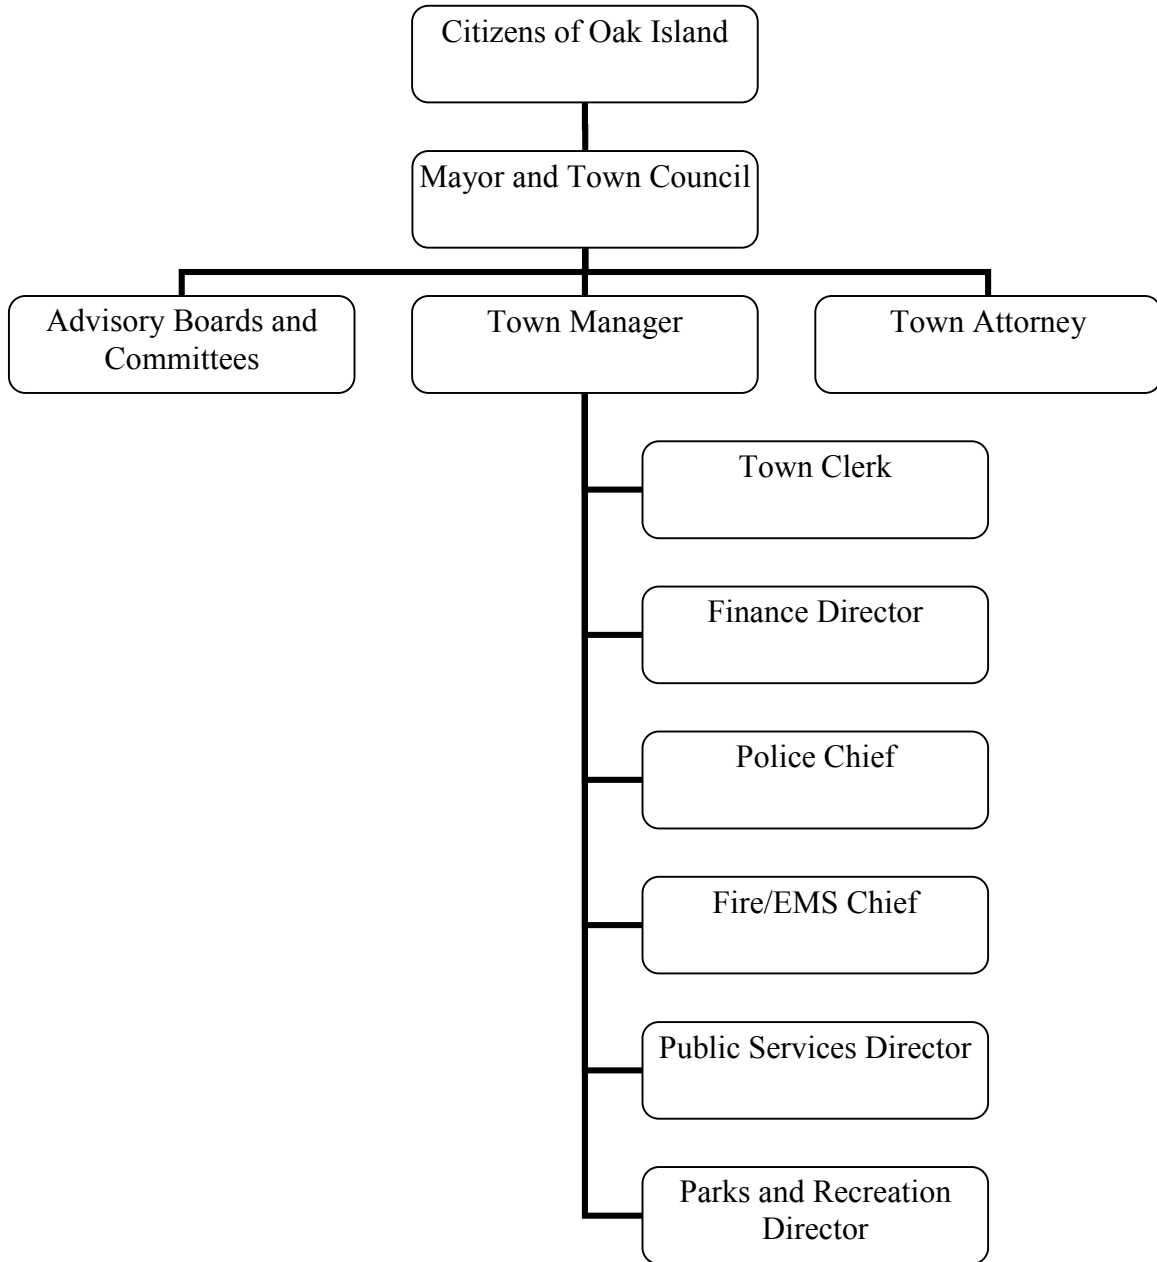 Citizens of Oak Island
Mayor and Town Council
Advisory Boards and
Committees
Town Manager
Town Attorney
Town Clerk
Finance Director
Police Chief
Fire/EMS Chief
Public Services Director
Parks and Recreation
Director